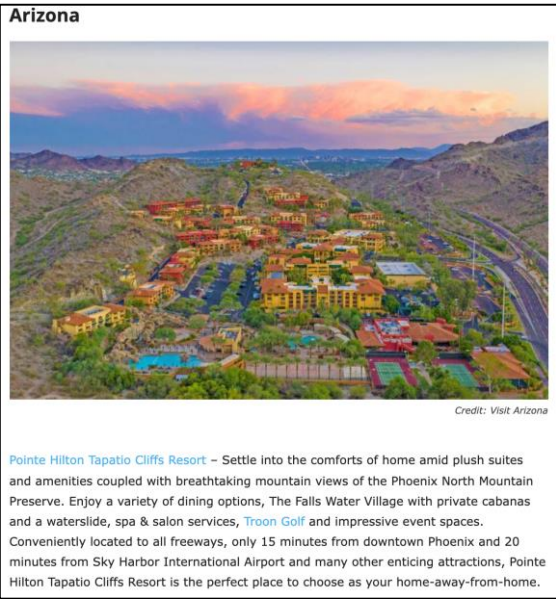 Arizona
Credit: Visit Arizona
Pointe Hilton Tapatio Cliffs Resort – Settle into the comforts of home amid plush suites
and amenities coupled with breathtaking mountain views of the Phoenix North Mountain
Preserve. Enjoy a variety of dining options, The Falls Water Village with private cabanas
and a waterslide, spa & salon services, Troon Golf and impressive event spaces.
Conveniently located to all freeways, only 15 minutes from downtown Phoenix and 20
minutes from Sky Harbor International Airport and many other enticing attractions, Pointe
Hilton Tapatio Cliffs Resort is the perfect place to choose as your home-away-from-home.